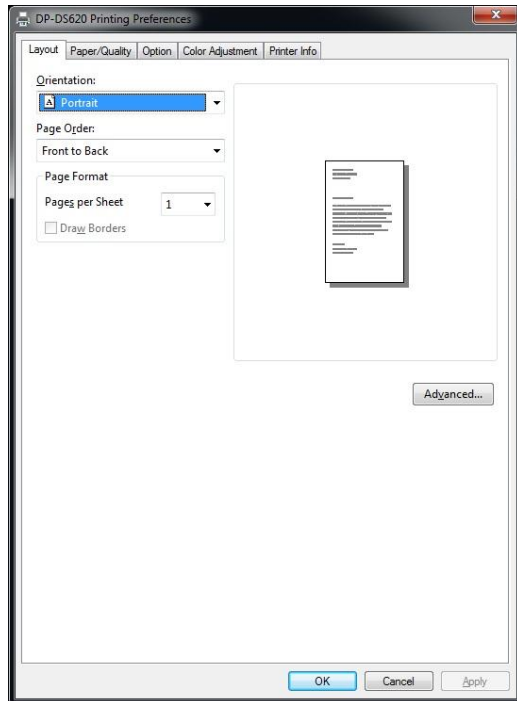 DP-DS620 Printing Preferences
Layout Paper/Quality Option Color Adjustment Printer Info
Orientation:
A Portrait
Page Order:
Front to Back
Page Format
Pages per Sheet 1
Draw Borders
Advanced...
OK Cancel Apply